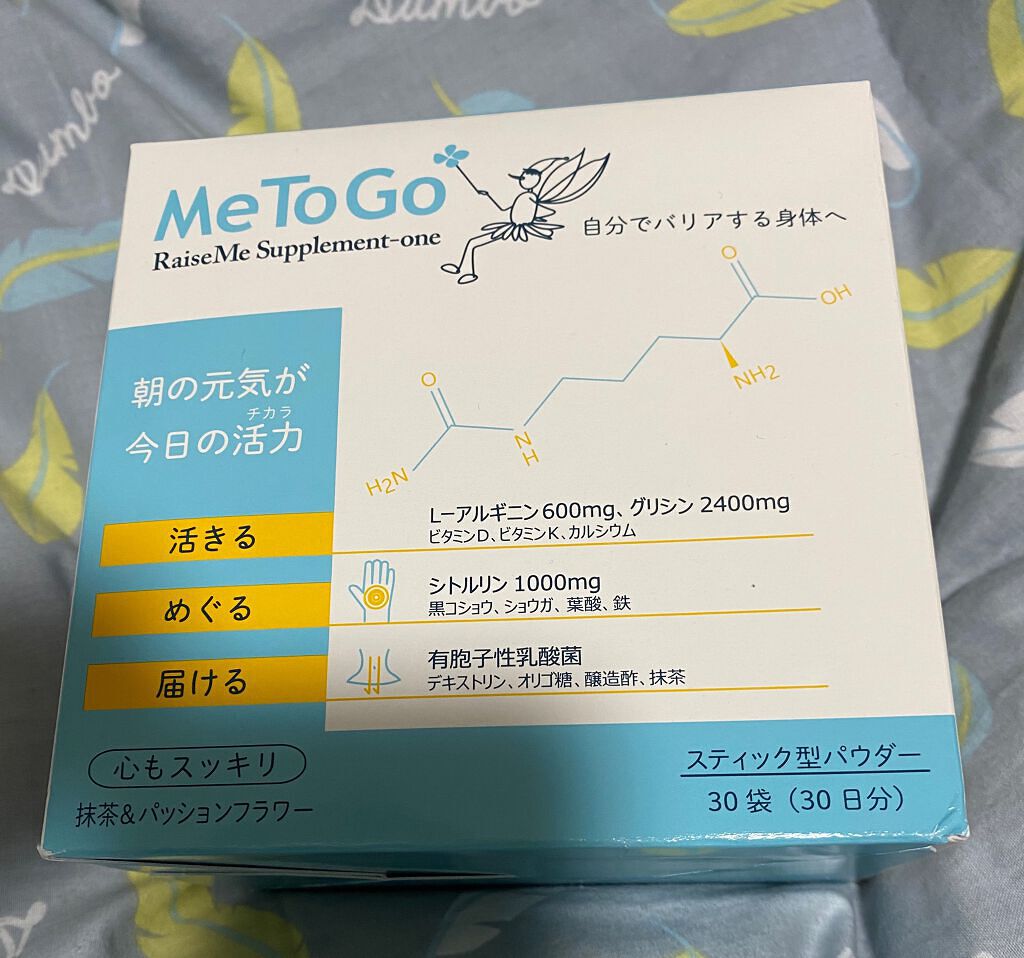 Dumbo
Dumbo
MeToGo
RaiseMe Supplement-one
自分でバリアする身体へ
O
OH
NH2
O
N
H
H2N
朝の元気が
チカラ
今日の活力
活きる
L-アルギニン600mg、グリシン 2400mg
ビタミンD、ビタミンK、カルシウム
めぐる
シトルリン 1000mg
黒コショウ、ショウガ、葉酸、鉄
届ける
有胞子性乳酸菌
デキストリン、オリゴ糖、醸造酢、抹茶
心もスッキリ
抹茶&パッションフラワー
スティック型パウダー
30 袋（30 日分）